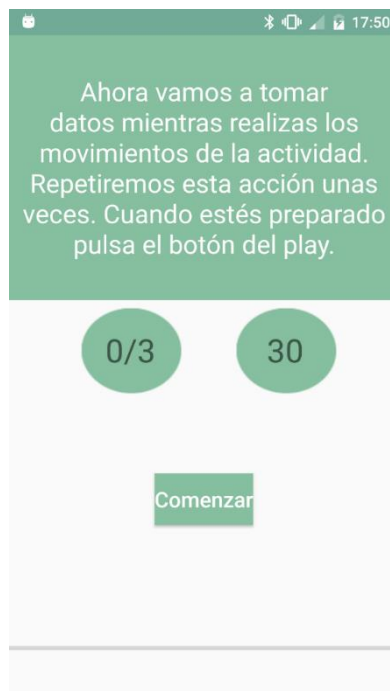 17:50
Ahora vamos a tomar
datos mientras realizas los
movimientos de la actividad.
Repetiremos esta acción unas
veces. Cuando estés preparado
pulsa el botón del play.
0/3
30
Comenzar